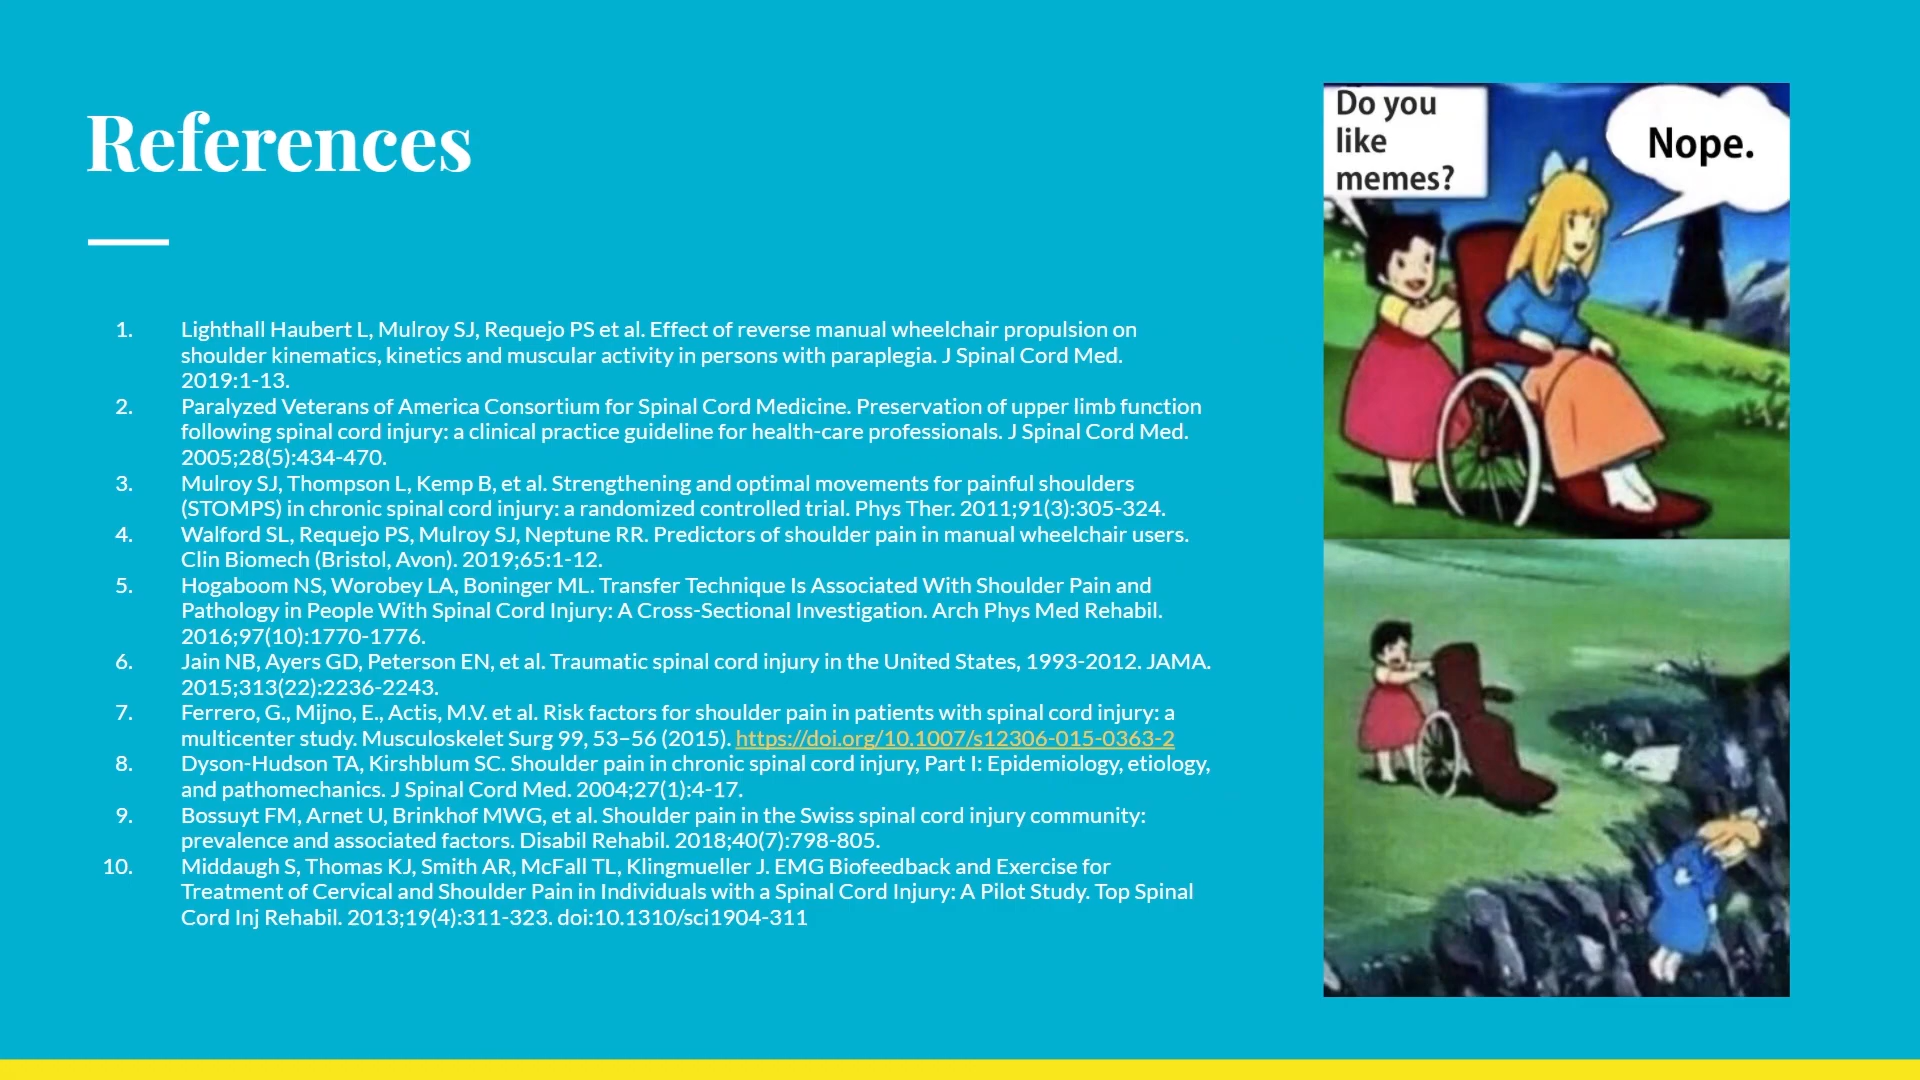 References
1. Lighthall Haubert L, Mulroy SJ, Requejo PS et al. Effect of reverse manual wheelchair propulsion on
shoulder kinematics, kinetics and muscular activity in persons with paraplegia. J Spinal Cord Med.
2019:1-13.
2. Paralyzed Veterans of America Consortium for Spinal Cord Medicine. Preservation of upper limb function
following spinal cord injury: a clinical practice guideline for health-care professionals. J Spinal Cord Med.
2005;28(5):434-470.
3. Mulroy SJ, Thompson L, Kemp B, et al. Strengthening and optimal movements for painful shoulders
(STOMPS) in chronic spinal cord injury: a randomized controlled trial. Phys Ther. 2011;91(3):305-324.
4. Walford SL, Requejo PS, Mulroy SJ, Neptune RR. Predictors of shoulder pain in manual wheelchair users.
Clin Biomech (Bristol, Avon). 2019;65:1-12.
5. Hogaboom NS, Worobey LA, Boninger ML. Transfer Technique Is Associated With Shoulder Pain and
Pathology in People With Spinal Cord Injury: A Cross-Sectional Investigation. Arch Phys Med Rehabil.
2016;97(10):1770-1776.
6. Jain NB, Ayers GD, Peterson EN, et al. Traumatic spinal cord injury in the United States, 1993-2012. JAMA.
2015;313(22):2236-2243.
7. Ferrero, G., Mijno, E., Actis, M.V. et al. Risk factors for shoulder pain in patients with spinal cord injury: a
multicenter study. Musculoskelet Surg 99, 53–56 (2015). https://doi.org/10.1007/s12306-015-0363-2
8. Dyson-Hudson TA, Kirshblum SC. Shoulder pain in chronic spinal cord injury, Part I: Epidemiology, etiology,
and pathomechanics. J Spinal Cord Med. 2004;27(1):4-17.
9. Bossuyt FM, Arnet U, Brinkhof MWG, et al. Shoulder pain in the Swiss spinal cord injury community:
prevalence and associated factors. Disabil Rehabil. 2018;40(7):798-805.
10. Middaugh S, Thomas KJ, Smith AR, McFall TL, Klingmueller J. EMG Biofeedback and Exercise for
Treatment of Cervical and Shoulder Pain in Individuals with a Spinal Cord Injury: A Pilot Study. Top Spinal
Cord Inj Rehabil. 2013;19(4):311-323. doi:10.1310/sci1904-311
Do you
like
memes?
Nope.